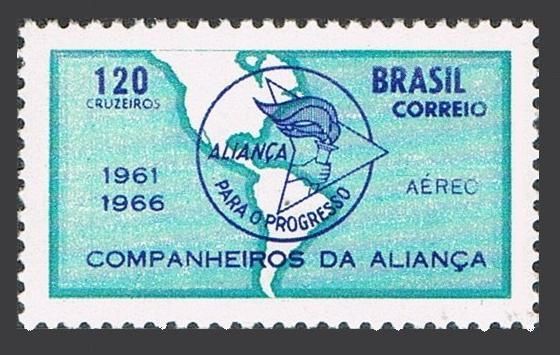 120
CRUZEIROS
BRASIL
CORREIO
ALIANÇA
PARA O PROGRESSO
1961
1966
AÉREO
COMPANHEIROS DA ALIANÇA